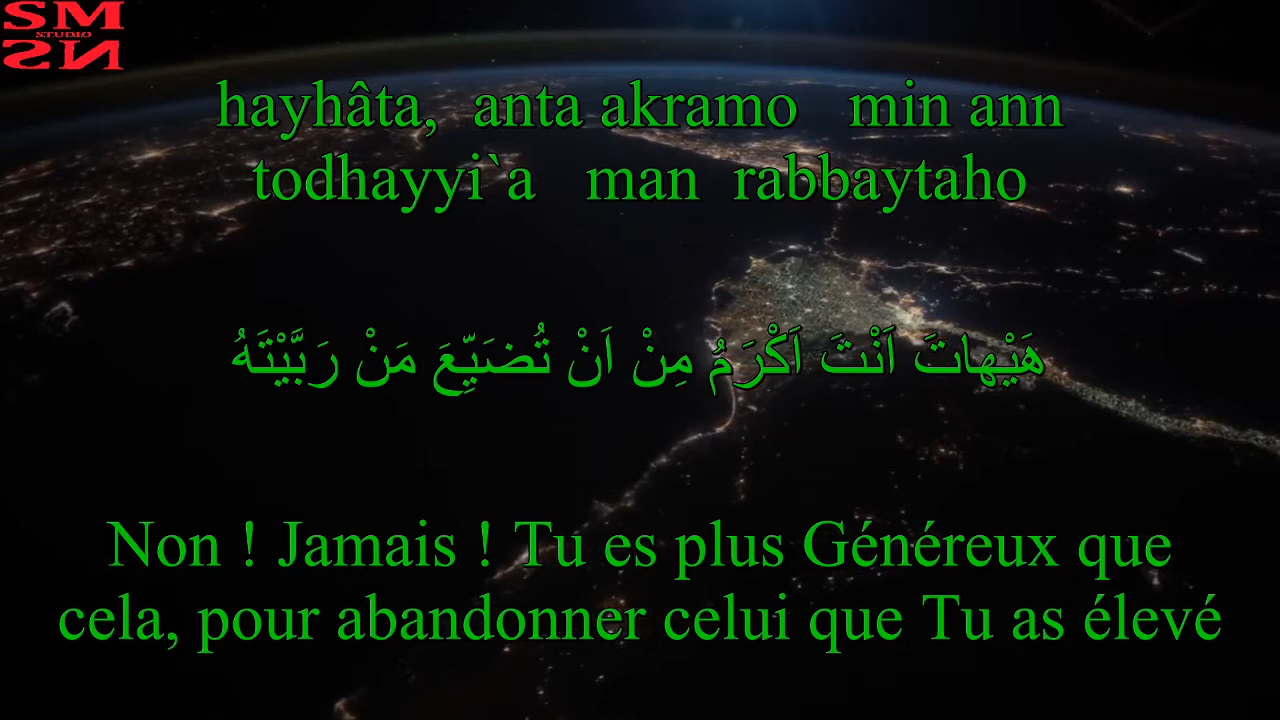 SM
STUDIO
SM
hayhâta, anta akramo min ann
todhayyi`a man rabbaytaho
هَيْهاتَ اَنْتَ اَكْرَمُ مِنْ اَنْ تُضَيِّعَ مَنْ رَبَّيْتَهُ
Non ! Jamais ! Tu es plus Généreux que
cela, pour abandonner celui que Tu as élevé